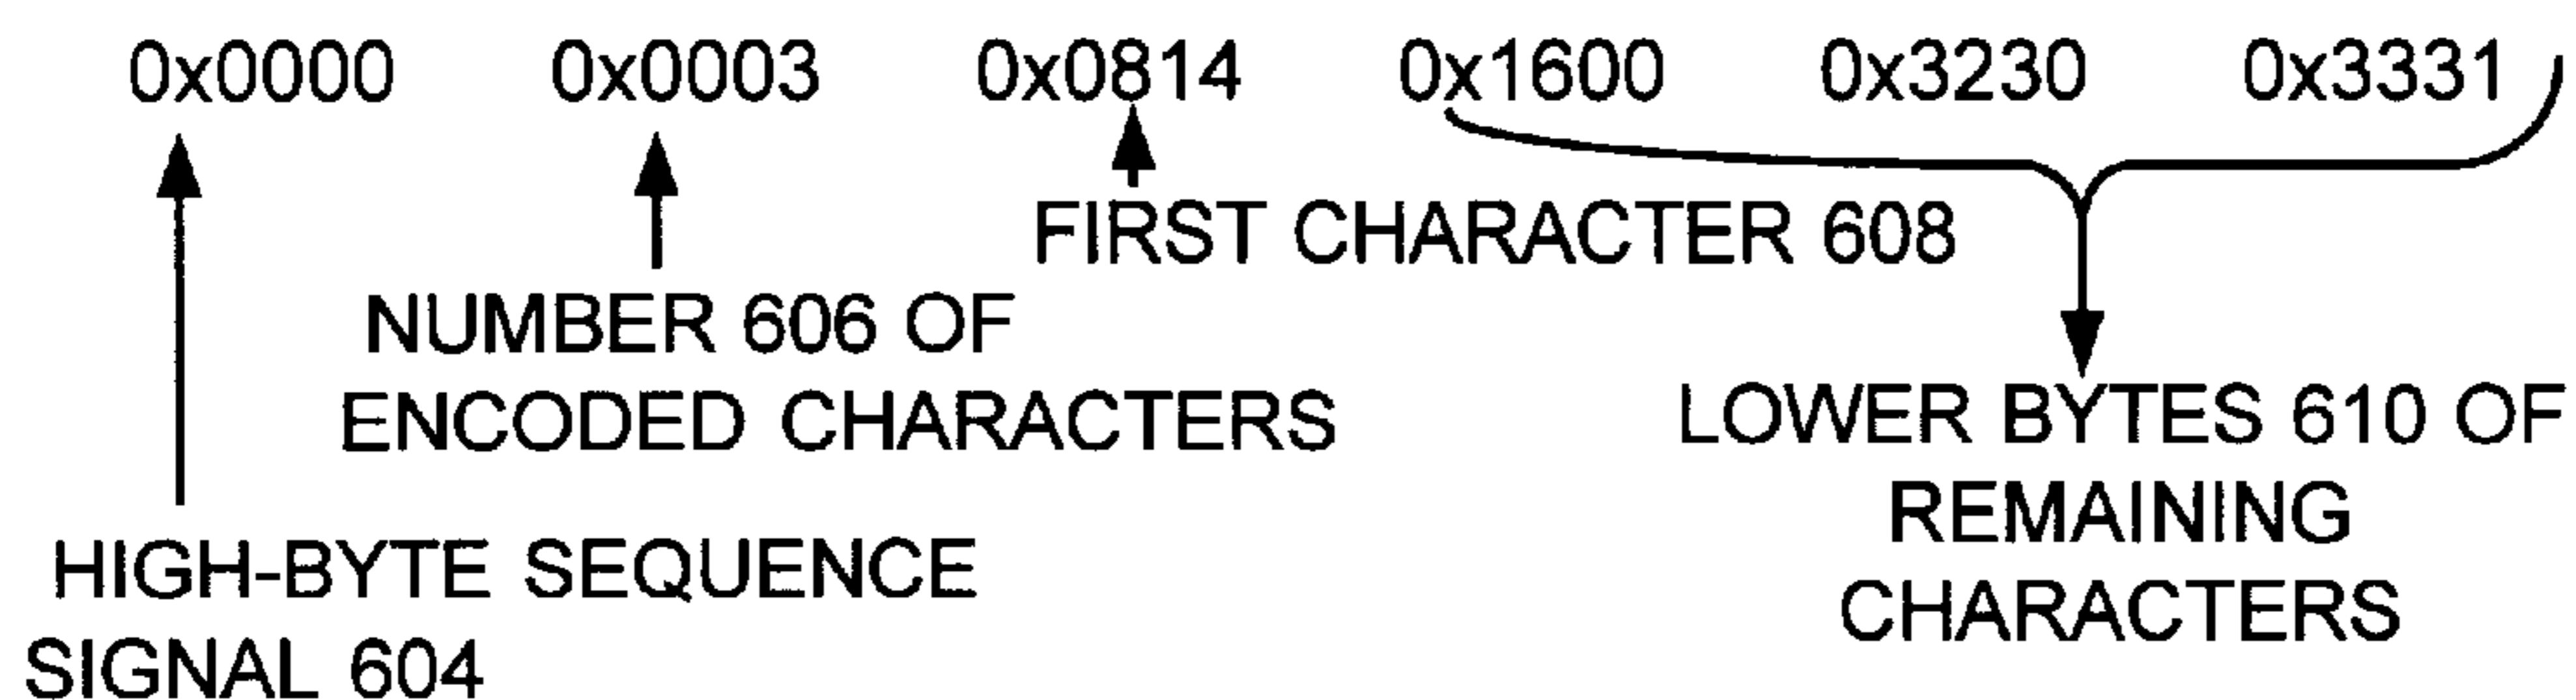 0x0000 0x0003 0x0814 0x1600 0x3230 0x3331
FIRST CHARACTER 608
NUMBER 606 OF
ENCODED CHARACTERS
LOWER BYTES 610 OF
REMAINING
CHARACTERS
HIGH-BYTE SEQUENCE
SIGNAL 604